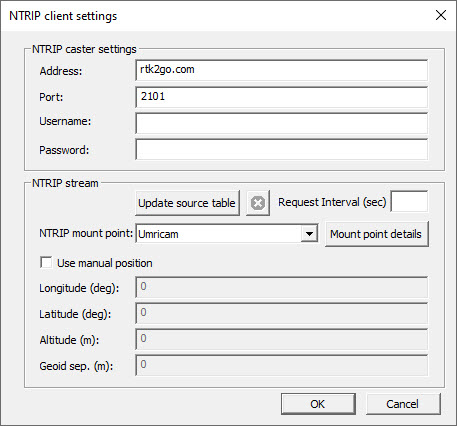 NTRIP client settings
NTRIP caster settings
Address: rtk2go.com
Port: 2101
Username:
Password:
NTRIP stream
Update source table Request Interval (sec)
NTRIP mount point: Umricam Mount point details
Use manual position
Longitude (deg): 0
Latitude (deg): 0
Altitude (m): 0
Geoid sep. (m): 0
OK Cancel